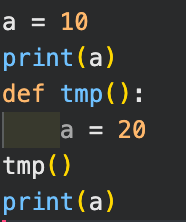 a = 10
print(a)
def tmp():
    a = 20
tmp()
print(a)